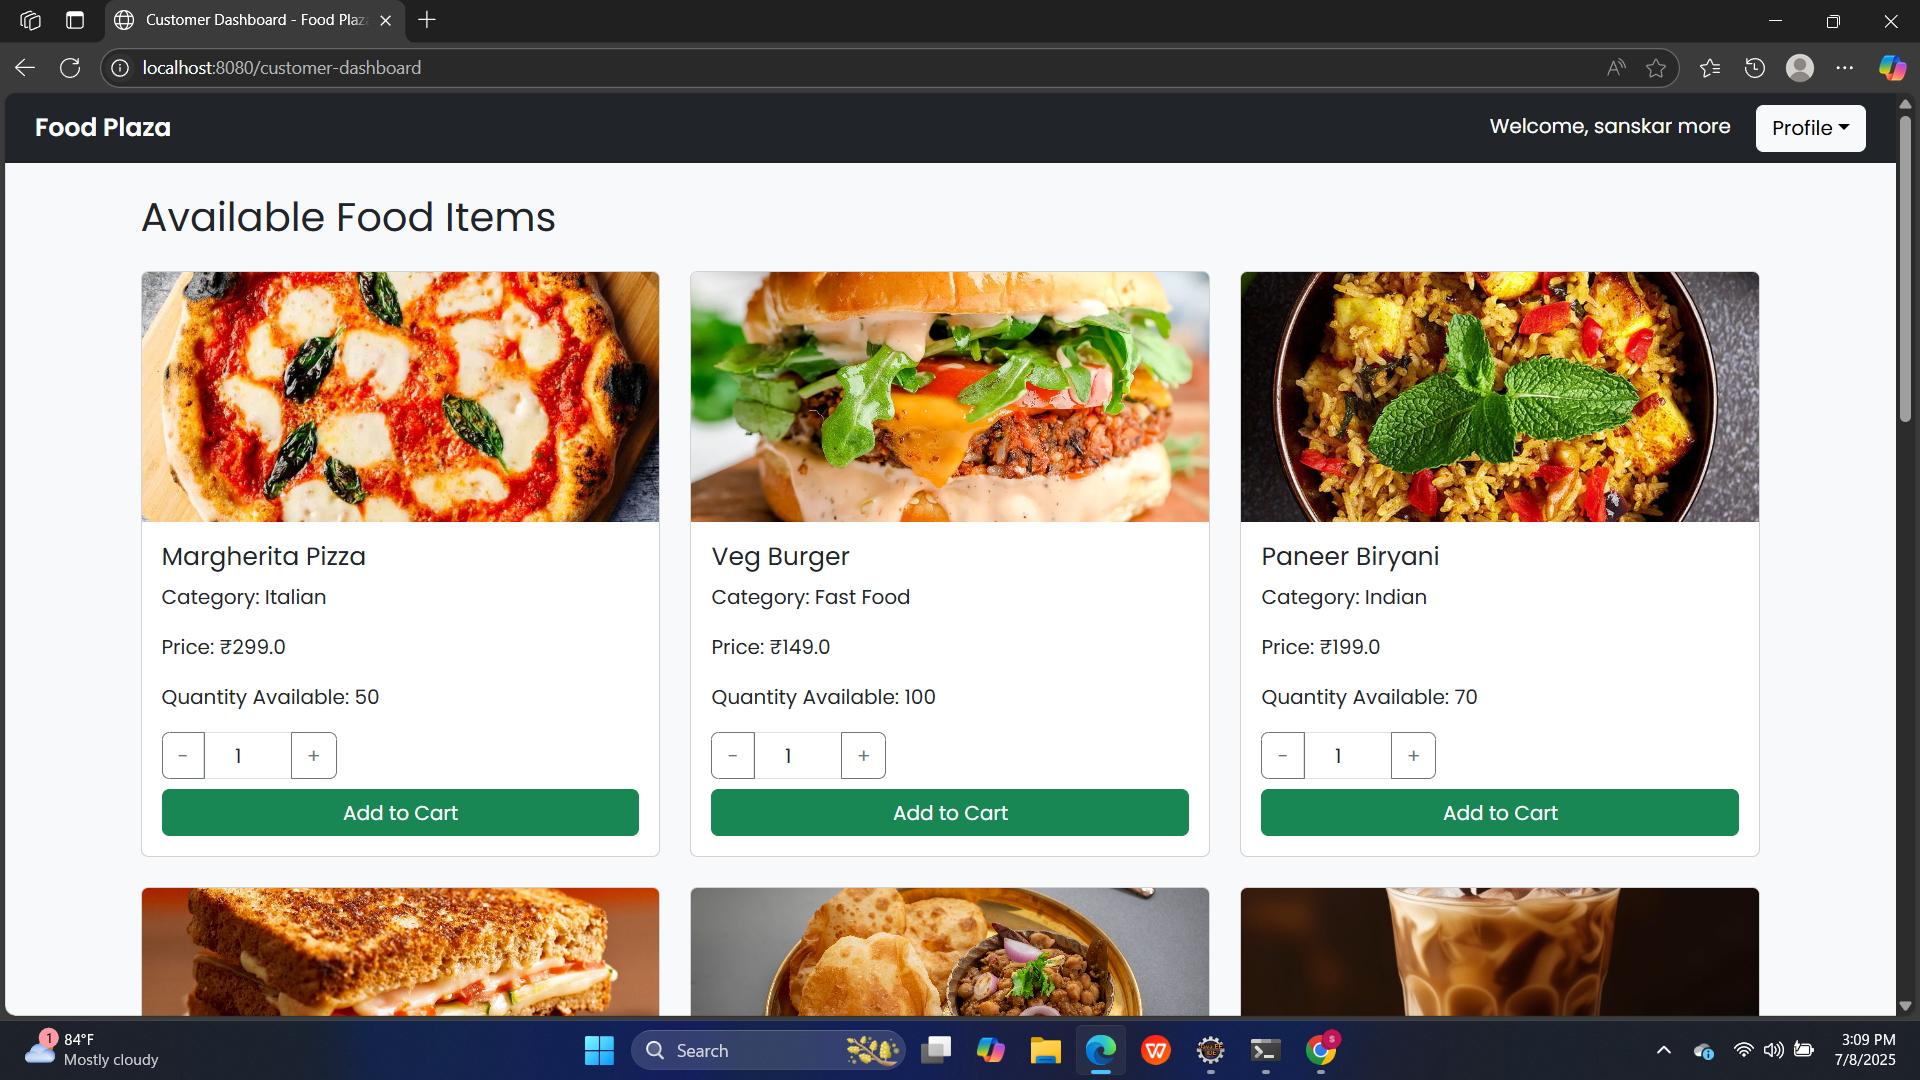 Customer Dashboard - Food Plaz
localhost:8080/customer-dashboard
Food Plaza
Welcome, sanskar more
Profile
Available Food Items
Margherita Pizza
Category: Italian
Price: ₹299.0
Quantity Available: 50
- 1 +
Add to Cart
Veg Burger
Category: Fast Food
Price: ₹149.0
Quantity Available: 100
- 1 +
Add to Cart
Paneer Biryani
Category: Indian
Price: ₹199.0
Quantity Available: 70
- 1 +
Add to Cart
1
84°F
Mostly cloudy
Search
3:09 PM
7/8/2025